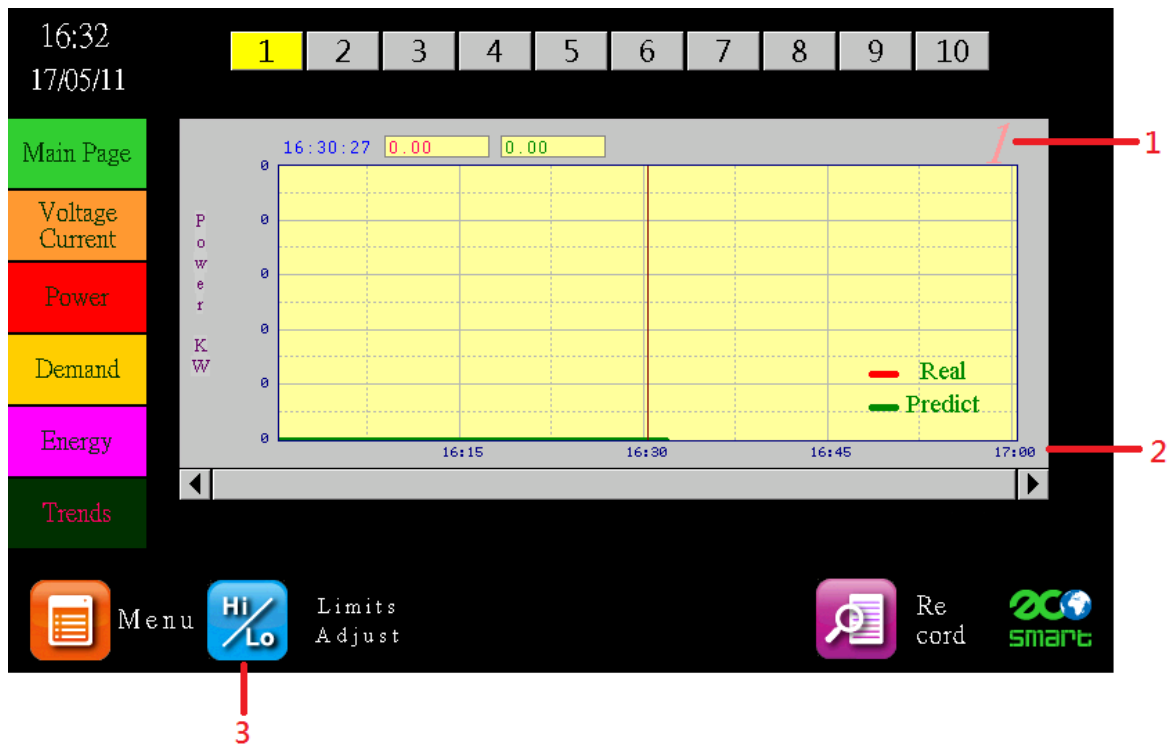 16:32
17/05/11
1 2 3 4 5 6 7 8 9 10
Main Page
Voltage
Current
Power
Demand
Energy
Trends
16:30:27 0.00 0.00
1
1
Power KW
0
0
0
0
0
0
Real
Predict
16:15 16:30 16:45 17:00
2
Menu
Hi/Lo
Limits
Adjust
Re
cord
eco
smart
3